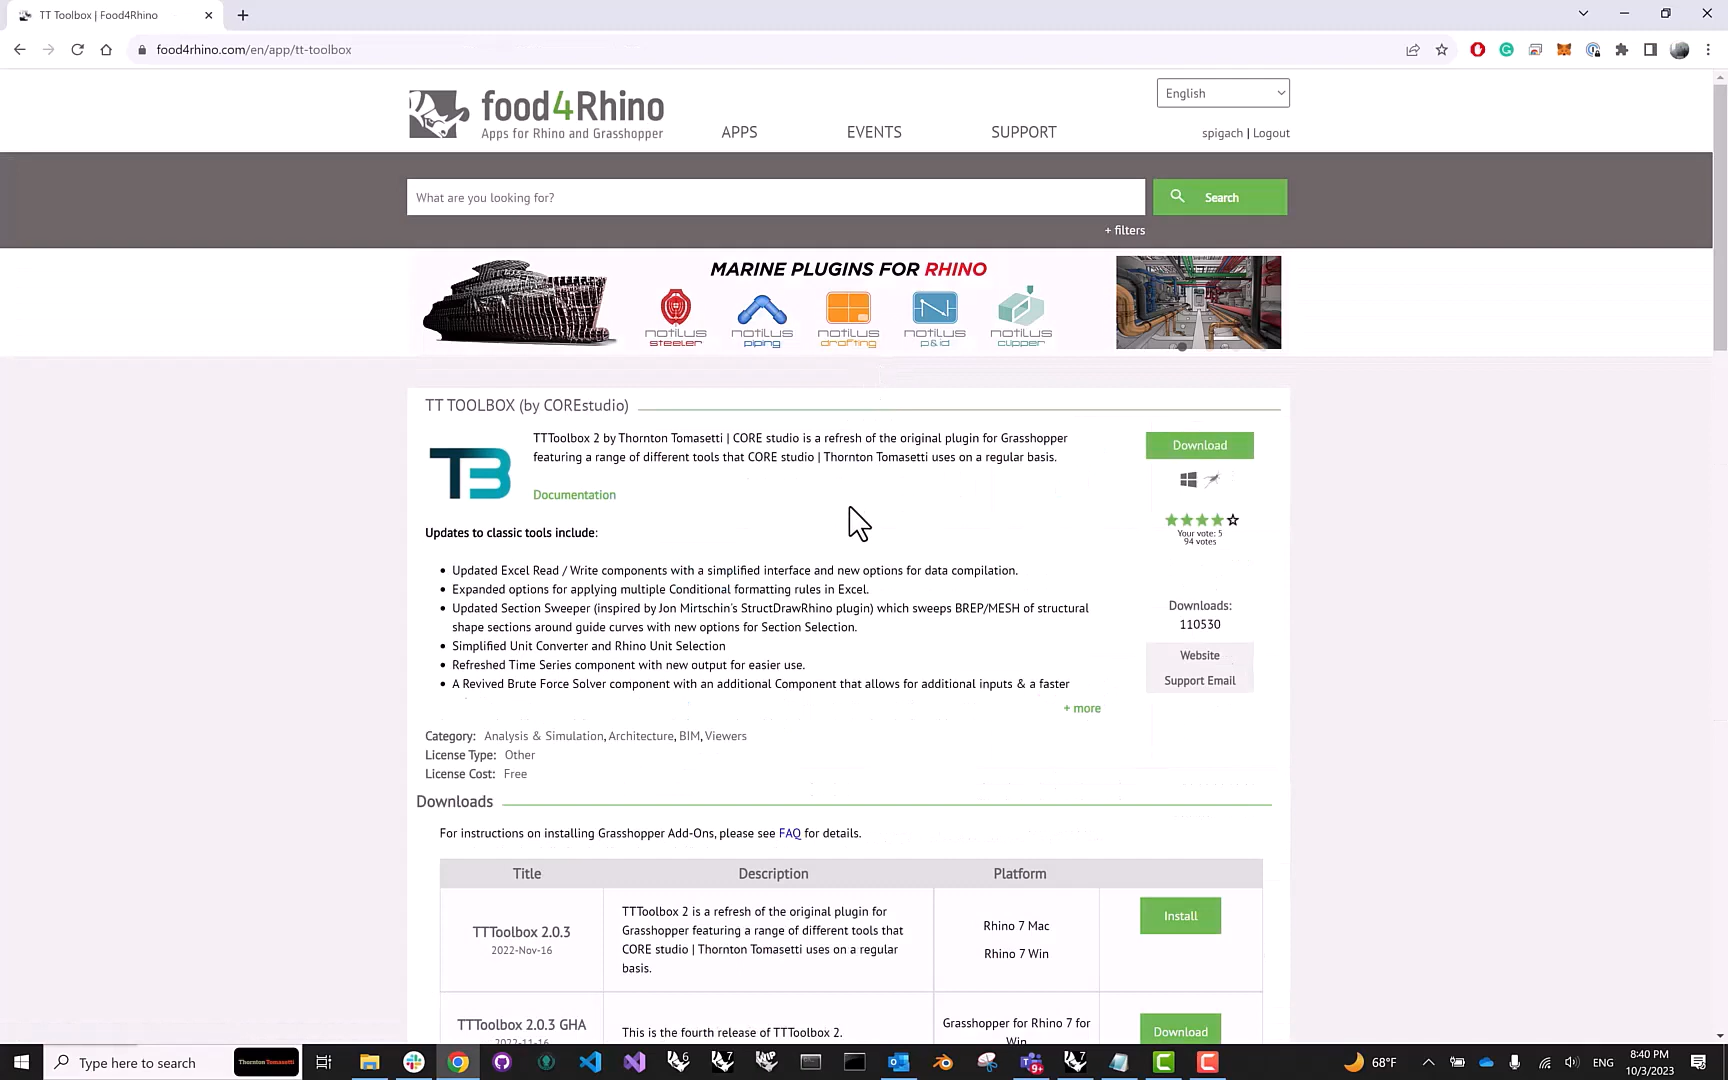 TT Toolbox | Food4Rhino
food4rhino.com/en/app/tt-toolbox
food4Rhino
Apps for Rhino and Grasshopper
APPS
EVENTS
SUPPORT
English
spigach | Logout
What are you looking for?
Search
+ filters
MARINE PLUGINS FOR RHINO
notilus steeler
notilus piping
notilus drafting
notilus p&id
notilus clipper
TT TOOLBOX (by COREstudio)
TB
TTToolbox 2 by Thornton Tomasetti | CORE studio is a refresh of the original plugin for Grasshopper
featuring a range of different tools that CORE studio | Thornton Tomasetti uses on a regular basis.
Documentation
Download
Your vote: 5
94 votes
Updates to classic tools include:
• Updated Excel Read / Write components with a simplified interface and new options for data compilation.
• Expanded options for applying multiple Conditional formatting rules in Excel.
• Updated Section Sweeper (inspired by Jon Mirtschin's StructDrawRhino plugin) which sweeps BREP/MESH of structural
shape sections around guide curves with new options for Section Selection.
• Simplified Unit Converter and Rhino Unit Selection
• Refreshed Time Series component with new output for easier use.
• A Revived Brute Force Solver component with an additional Component that allows for additional inputs & a faster
+ more
Downloads:
110530
Website
Support Email
Category: Analysis & Simulation, Architecture, BIM, Viewers
License Type: Other
License Cost: Free
Downloads
For instructions on installing Grasshopper Add-Ons, please see FAQ for details.
Title Description Platform
TTToolbox 2.0.3
2022-Nov-16
TTToolbox 2 is a refresh of the original plugin for
Grasshopper featuring a range of different tools that
CORE studio | Thornton Tomasetti uses on a regular
basis.
Rhino 7 Mac
Rhino 7 Win
Install
TTToolbox 2.0.3 GHA
2022-11-16
This is the fourth release of TTToolbox 2.
Grasshopper for Rhino 7 for
Win
Download
Type here to search
Thornton Tomasetti
6
7
9+
7
68°F
ENG
8:40 PM
10/3/2023